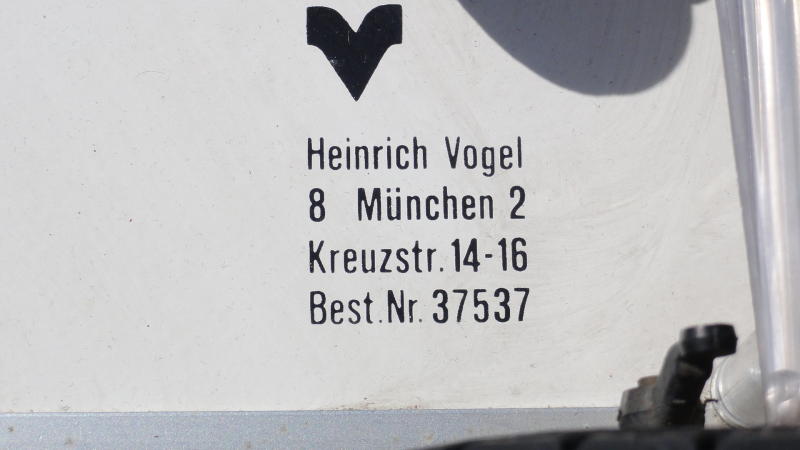 Heinrich Vogel
8 München 2
Kreuzstr. 14-16
Best.Nr. 37537